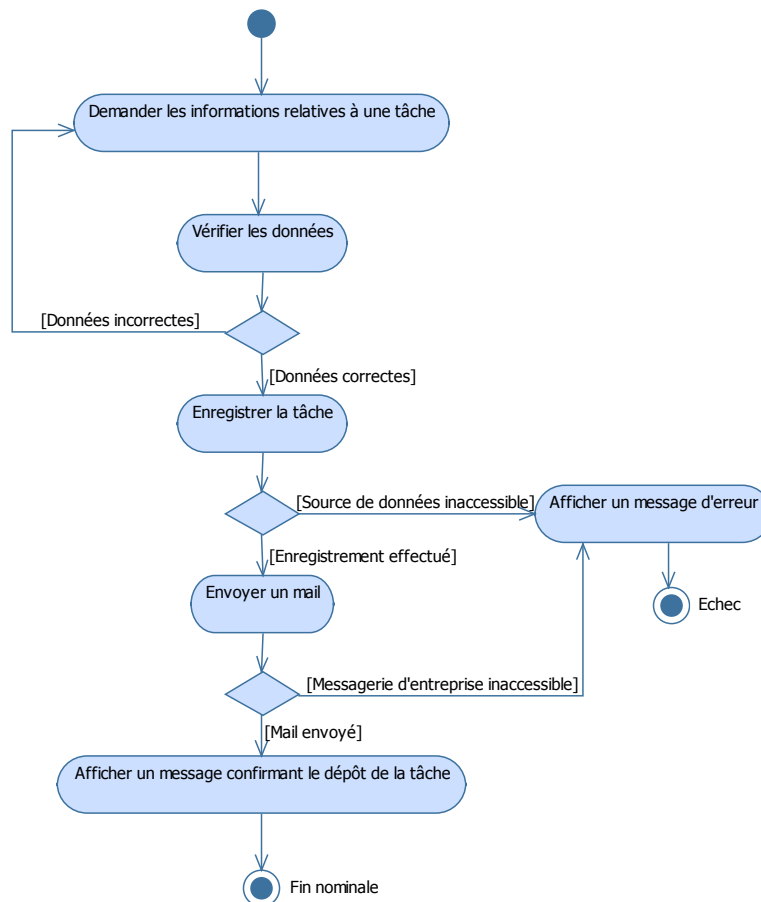 Demander les informations relatives à une tâche
Vérifier les données
[Données incorrectes]
[Données correctes]
Enregistrer la tâche
[Source de données inaccessible]
Afficher un message d'erreur
[Enregistrement effectué]
Envoyer un mail
Echec
[Messagerie d'entreprise inaccessible]
[Mail envoyé]
Afficher un message confirmant le dépôt de la tâche
Fin nominale